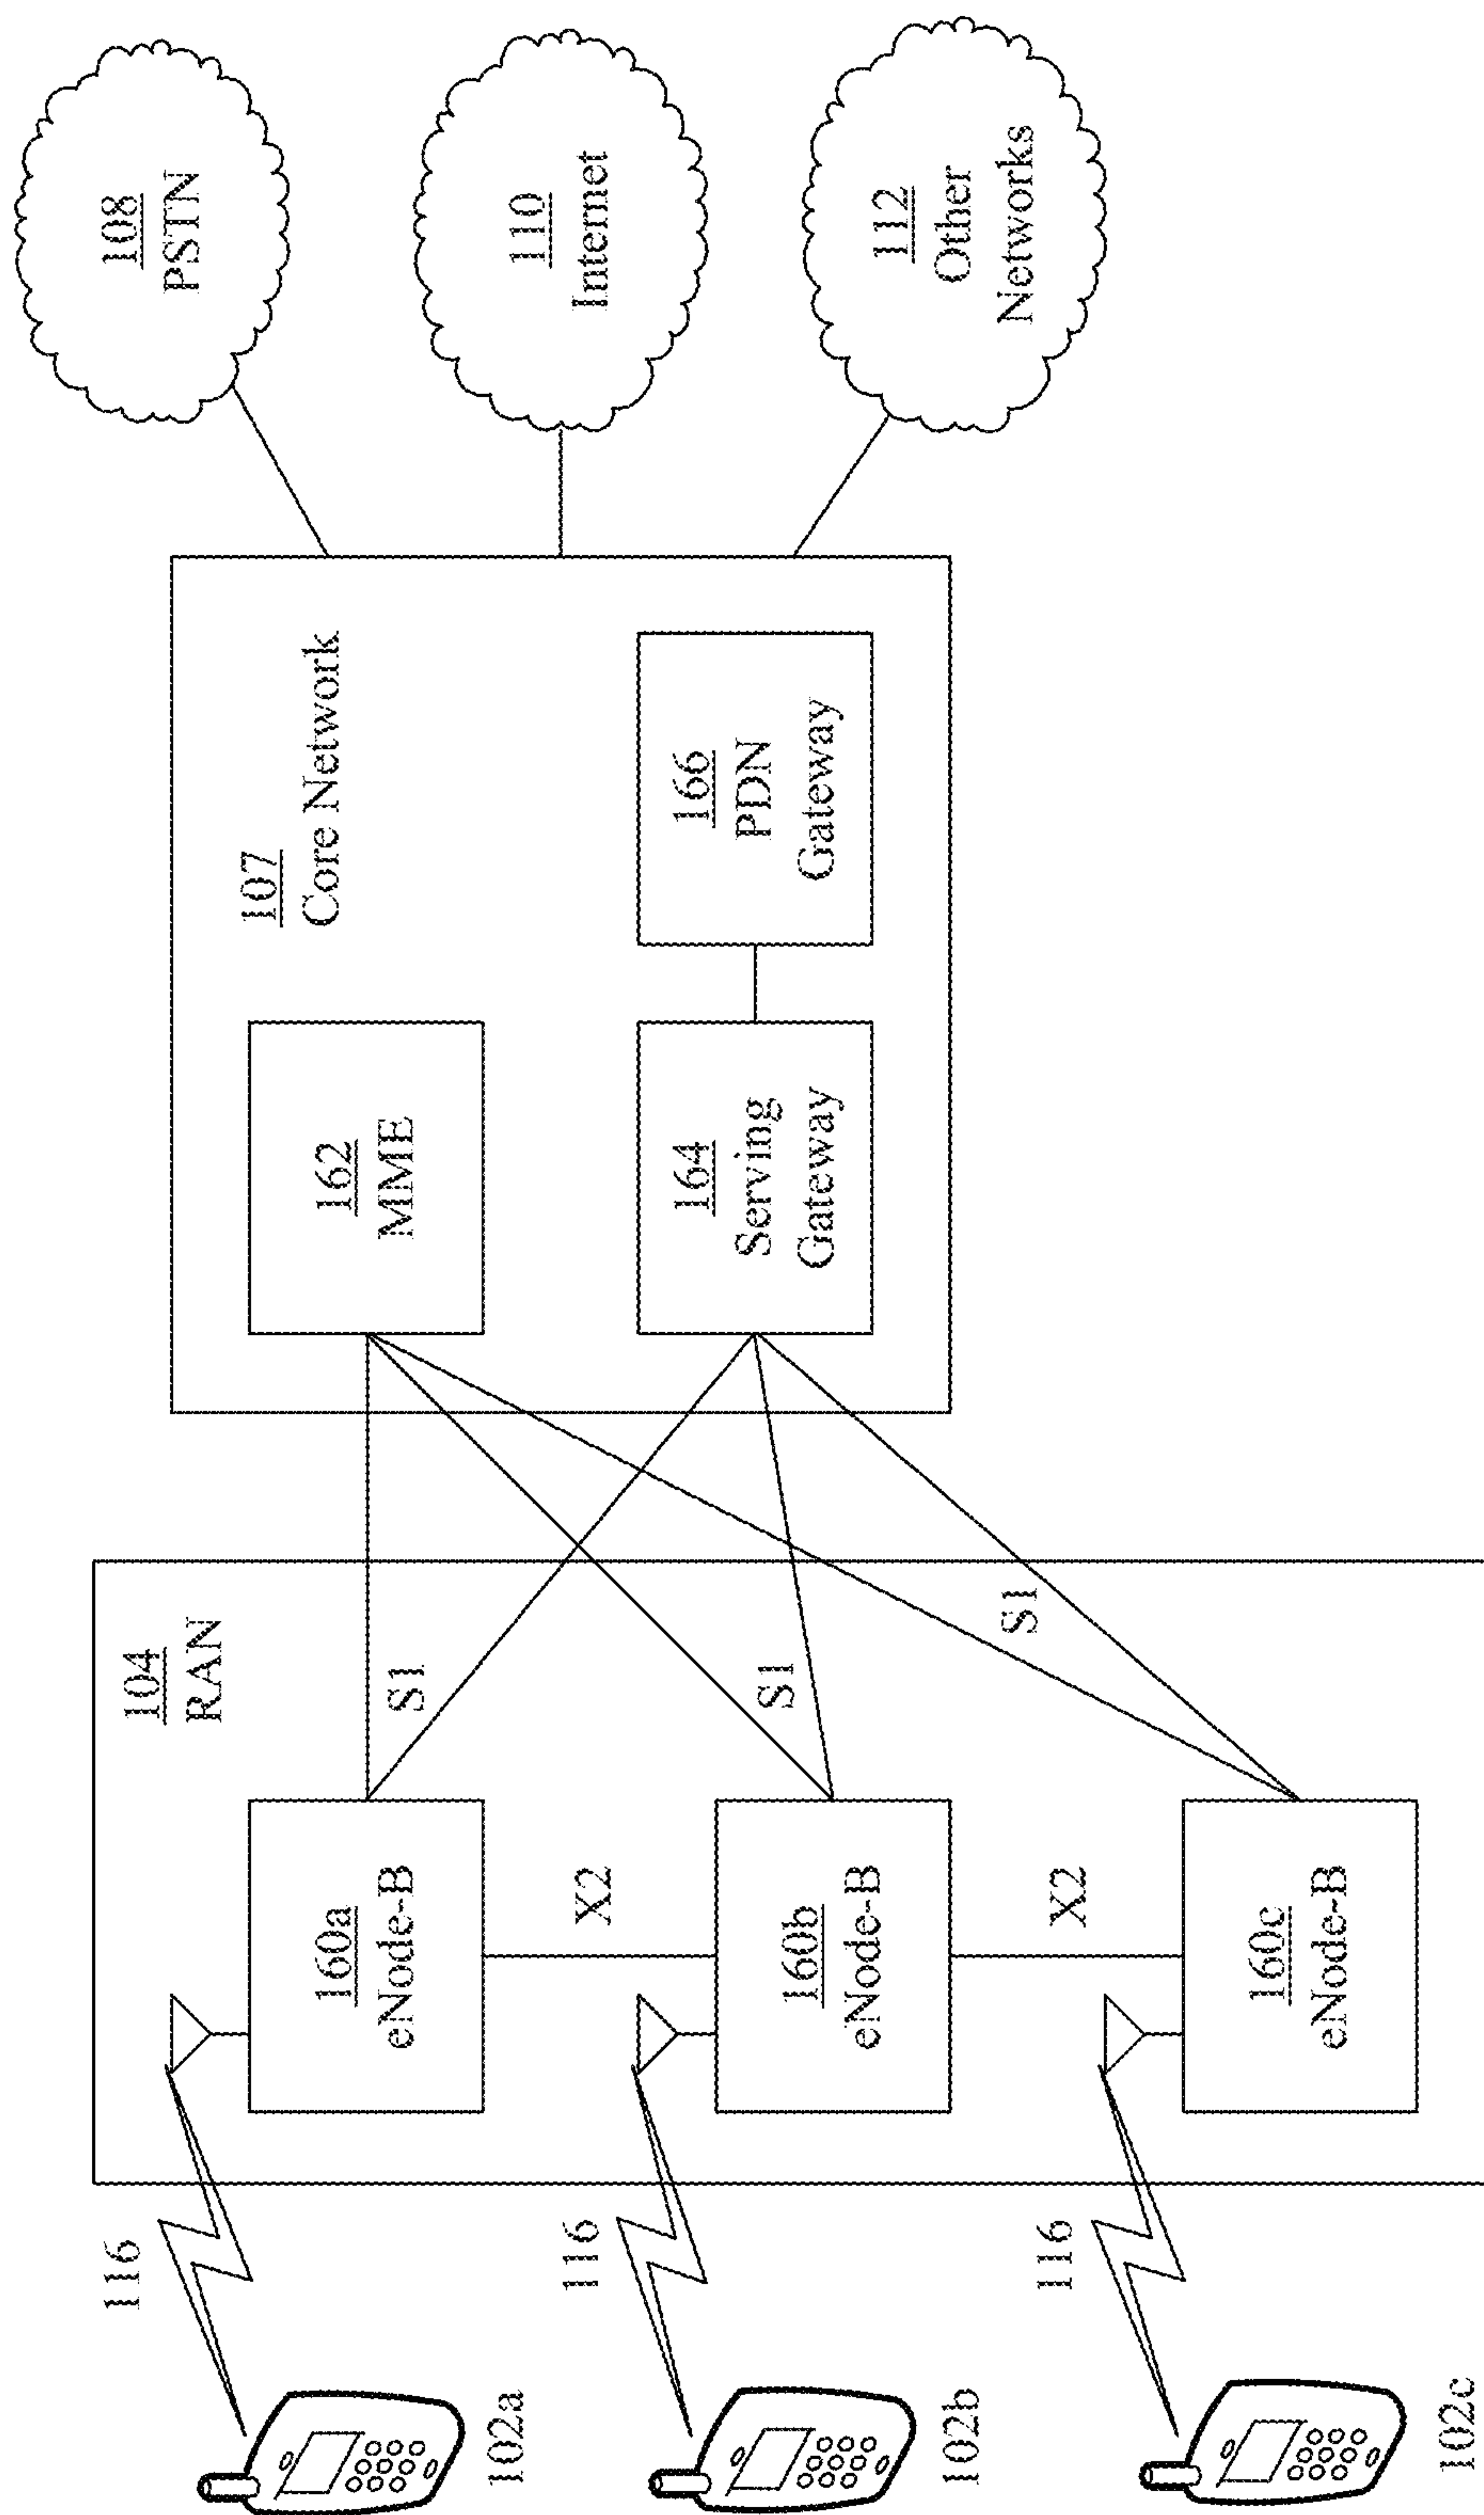 116
102a
116
102b
116
102c
104
RAN
160a
eNode-B
S1
X2
160b
eNode-B
S1
X2
160c
eNode-B
S1
107
Core Network
162
MME
164
Serving
Gateway
166
PDN
Gateway
108
PSTN
110
Internet
112
Other
Networks